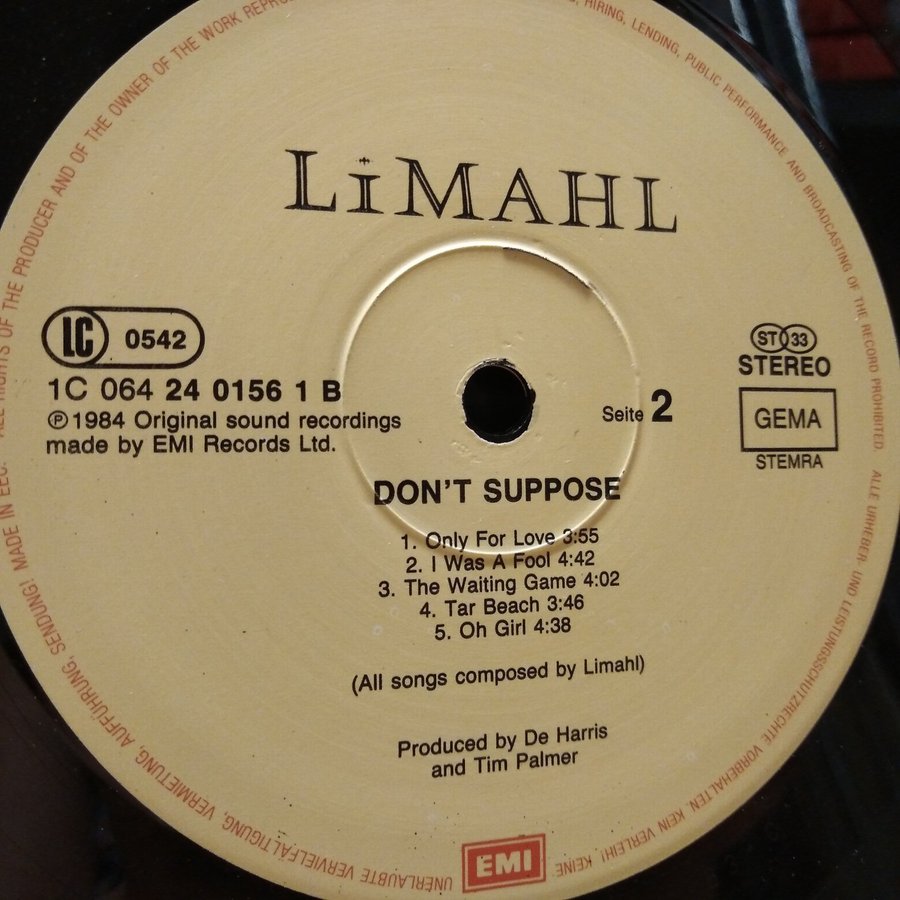 LiMAHL
LC 0542
1C 064 24 0156 1 B
℗ 1984 Original sound recordings
made by EMI Records Ltd.
ST 33
STEREO
GEMA
STEMRA
Seite 2
DON'T SUPPOSE
1. Only For Love 3:55
2. I Was A Fool 4:42
3. The Waiting Game 4:02
4. Tar Beach 3:46
5. Oh Girl 4:38
(All songs composed by Limahl)
Produced by De Harris
and Tim Palmer
EMI
MADE IN EEC. ALL RIGHTS OF THE PRODUCER AND OF THE OWNER OF THE WORK
HIRING, LENDING, PUBLIC PERFORMANCE AND BROADCASTING OF THE RECORD PROHIBITED. ALLE URHEBER- UND LEISTUNGSSCHUTZRECHTE VORBEHALTEN. KEIN VERLEIH! KEINE
UNERLAUBTE VERVIELFÄLTIGUNG, VERMIETUNG, AUFFÜHRUNG, SENDUNG!